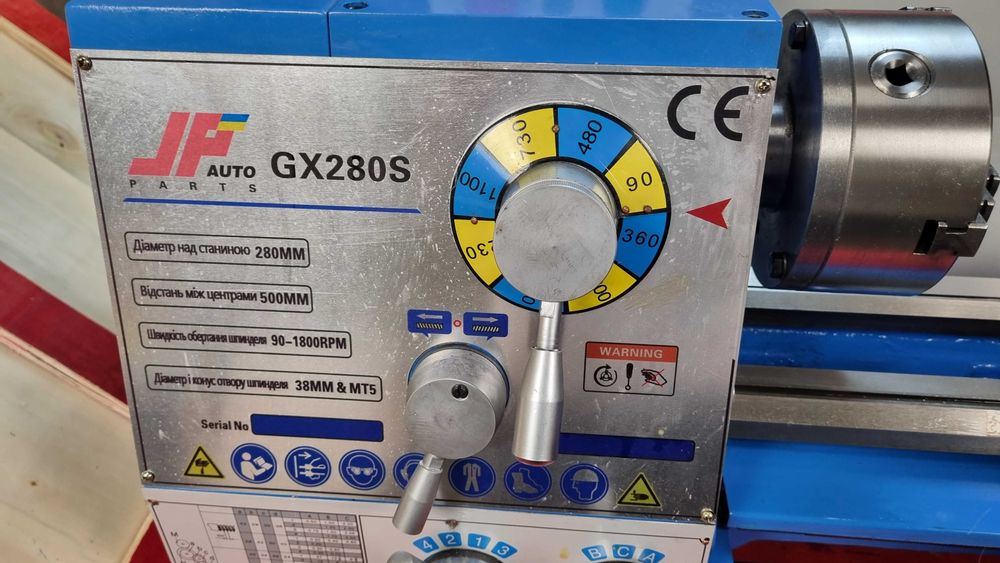 JF
AUTO
PARTS
GX280S
CE
730
480
90
360
1100
Діаметр над станиною 280MM
Відстань між центрами 500MM
Швидкість обертання шпинделя 90-1800RPM
Діаметр і конус отвору шпинделя 38MM & MT5
WARNING
Serial No
M
4 2 1 3
B C A